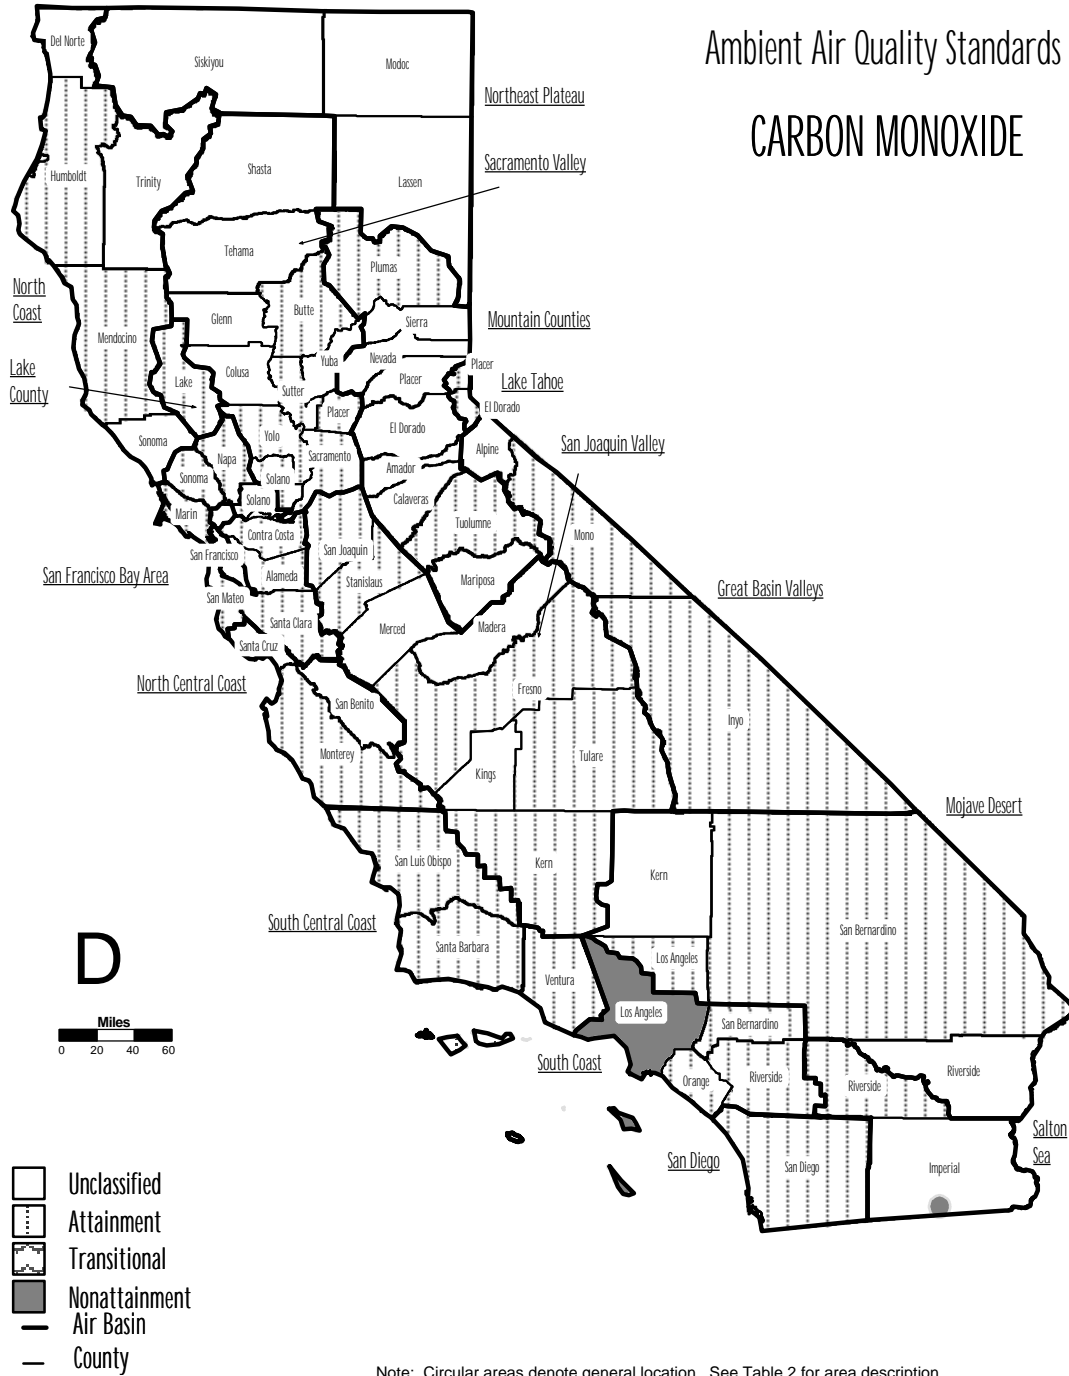 Ambient Air Quality Standards
CARBON MONOXIDE
Del Norte
Siskiyou
Modoc
Northeast Plateau
Sacramento Valley
Humboldt
Trinity
Shasta
Lassen
Tehama
Plumas
North
Coast
Mendocino
Glenn
Butte
Sierra
Mountain Counties
Lake
County
Lake
Colusa
Yuba
Nevada
Placer
Placer
Lake Tahoe
Sutter
Placer
El Dorado
Sonoma
Yolo
El Dorado
San Joaquin Valley
Napa
Sacramento
Alpine
Sonoma
Solano
Amador
Solano
Calaveras
Marin
Tuolumne
Mono
Contra Costa
San Francisco
San Joaquin
San Francisco Bay Area
Alameda
Stanislaus
Mariposa
Great Basin Valleys
San Mateo
Santa Clara
Merced
Madera
Santa Cruz
North Central Coast
San Benito
Fresno
Inyo
Monterey
Kings
Tulare
Mojave Desert
San Luis Obispo
Kern
Kern
South Central Coast
San Bernardino
Santa Barbara
Los Angeles
D
Ventura
Los Angeles
San Bernardino
Miles
0 20 40 60
South Coast
Orange
Riverside
Riverside
Riverside
Salton
Sea
San Diego
San Diego
Imperial
Unclassified
Attainment
Transitional
Nonattainment
Air Basin
County
Note: Circular areas denote general location. See Table 2 for area description.